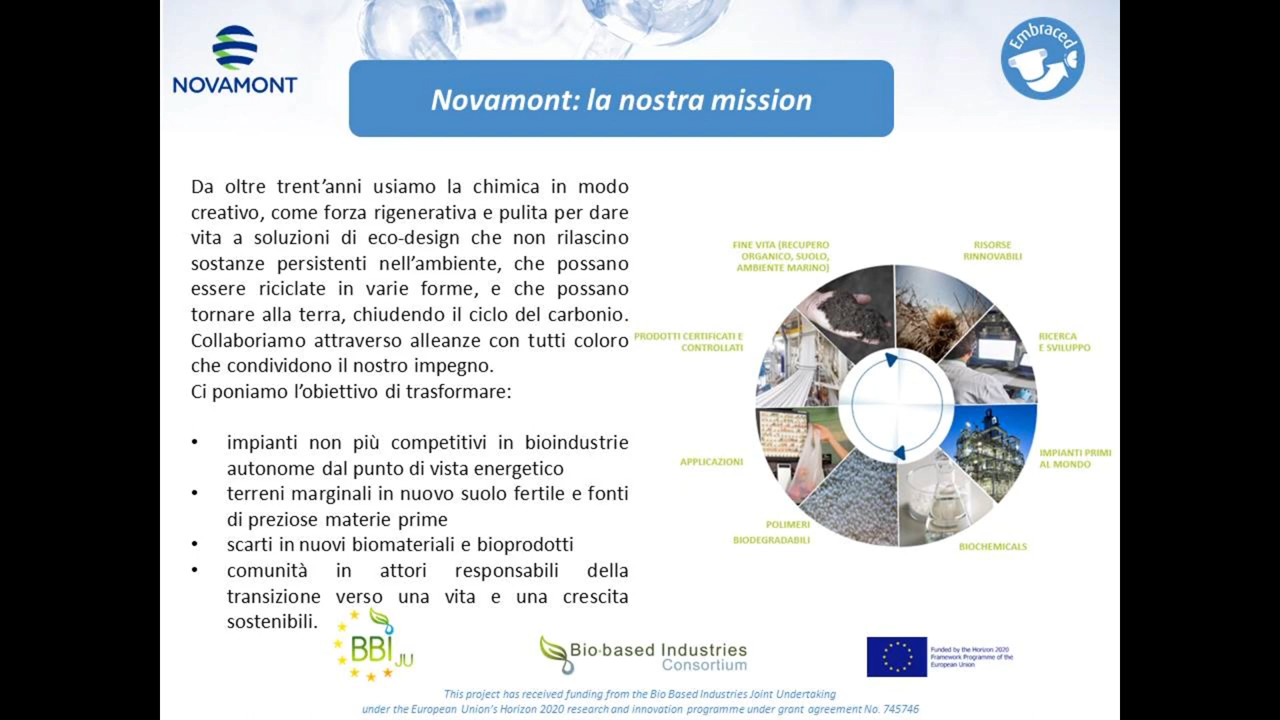 NOVAMONT
Embraced
Novamont: la nostra mission
Da oltre trent’anni usiamo la chimica in modo
creativo, come forza rigenerativa e pulita per dare
vita a soluzioni di eco-design che non rilascino
sostanze persistenti nell’ambiente, che possano
essere riciclate in varie forme, e che possano
tornare alla terra, chiudendo il ciclo del carbonio.
Collaboriamo attraverso alleanze con tutti coloro
che condividono il nostro impegno.
Ci poniamo l’obiettivo di trasformare:
• impianti non più competitivi in bioindustrie
autonome dal punto di vista energetico
• terreni marginali in nuovo suolo fertile e fonti
di preziose materie prime
• scarti in nuovi biomateriali e bioprodotti
• comunità in attori responsabili della
transizione verso una vita e una crescita
sostenibili.
FINE VITA (RECUPERO
ORGANICO, SUOLO,
AMBIENTE MARINO)
RISORSE
RINNOVABILI
PRODOTTI CERTIFICATI E
CONTROLLATI
RICERCA
E SVILUPPO
APPLICAZIONI
IMPIANTI PRIMI
AL MONDO
POLIMERI
BIODEGRADABILI
BIOCHEMICALS
BBI JU
Bio-based Industries
Consortium
Funded by the Horizon 2020
Framework Programme of the
European Union
This project has received funding from the Bio Based Industries Joint Undertaking
under the European Union’s Horizon 2020 research and innovation programme under grant agreement No. 745746